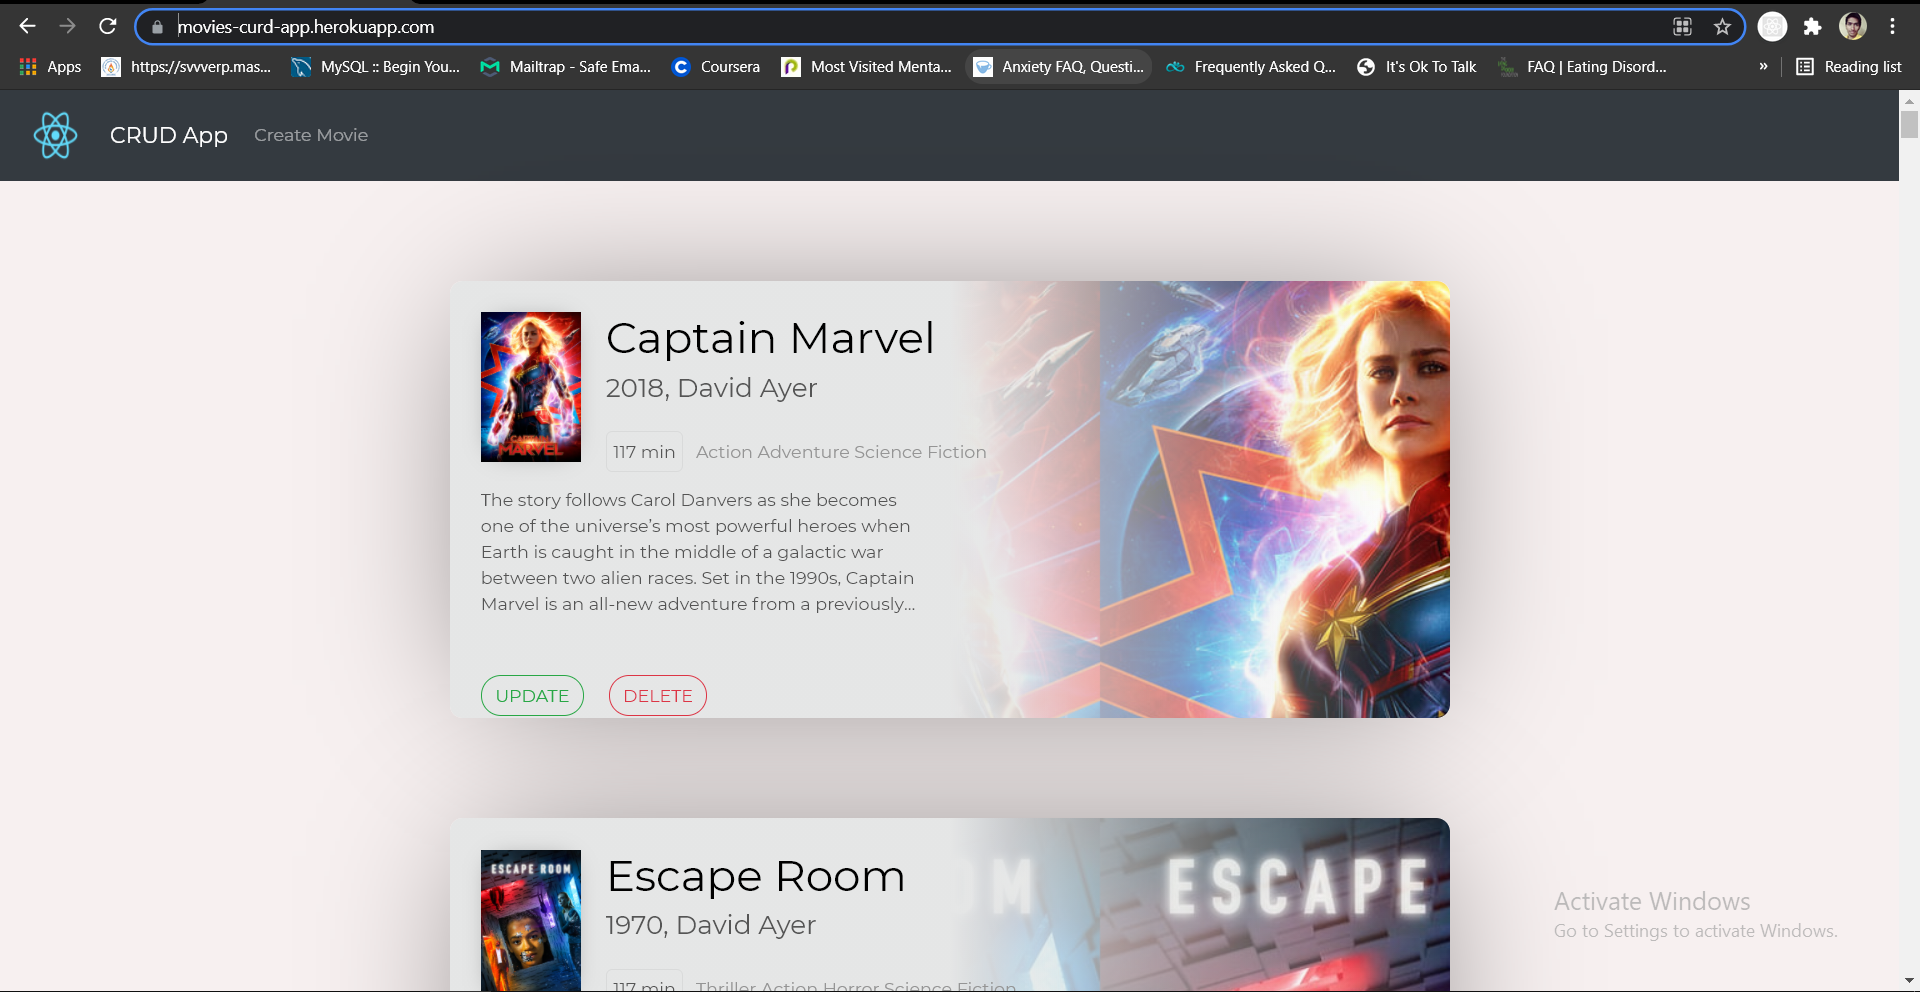 movies-curd-app.herokuapp.com
Apps
https://svvverp.mas...
MySQL :: Begin You...
Mailtrap - Safe Ema...
Coursera
Most Visited Menta...
Anxiety FAQ, Questi...
Frequently Asked Q...
It's Ok To Talk
FAQ | Eating Disord...
»
Reading list
CRUD App
Create Movie
Captain Marvel
2018, David Ayer
117 min
Action Adventure Science Fiction
CAPTAIN
MARVEL
The story follows Carol Danvers as she becomes
one of the universe’s most powerful heroes when
Earth is caught in the middle of a galactic war
between two alien races. Set in the 1990s, Captain
Marvel is an all-new adventure from a previously...
UPDATE
DELETE
ESCAPE ROOM
Escape Room
1970, David Ayer
117 min
Thriller Action Horror Science Fiction
OM
ESCAPE
Activate Windows
Go to Settings to activate Windows.